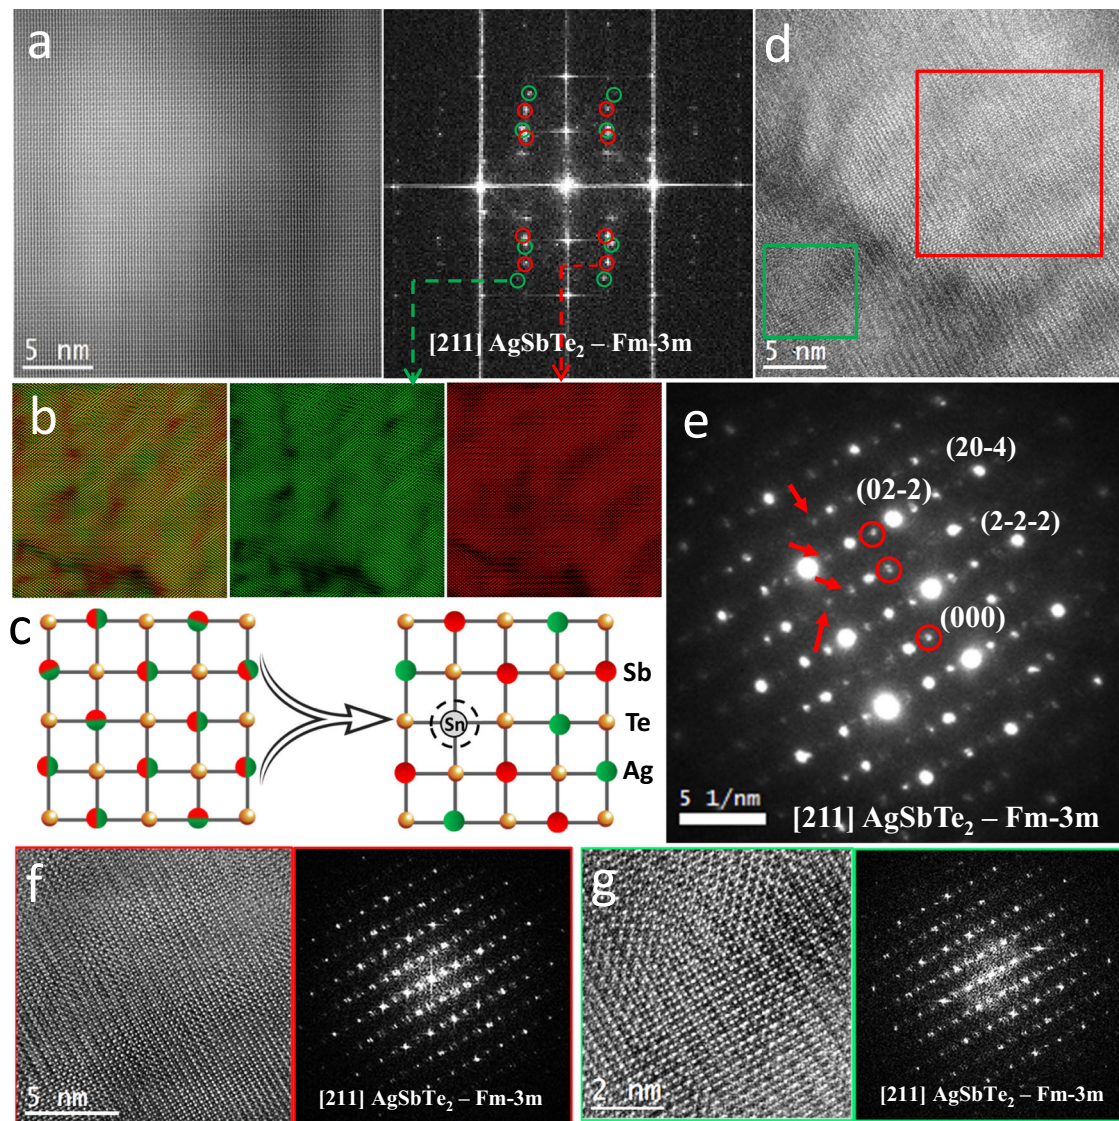 a
5 nm
[211] AgSbTe₂ – Fm-3m
d
5 nm
b
c
Sn
Sb
Te
Ag
e
(20-4)
(02-2)
(2-2-2)
(000)
5 1/nm
[211] AgSbTe₂ – Fm-3m
f
5 nm
[211] AgSbTe₂ – Fm-3m
g
2 nm
[211] AgSbTe₂ – Fm-3m